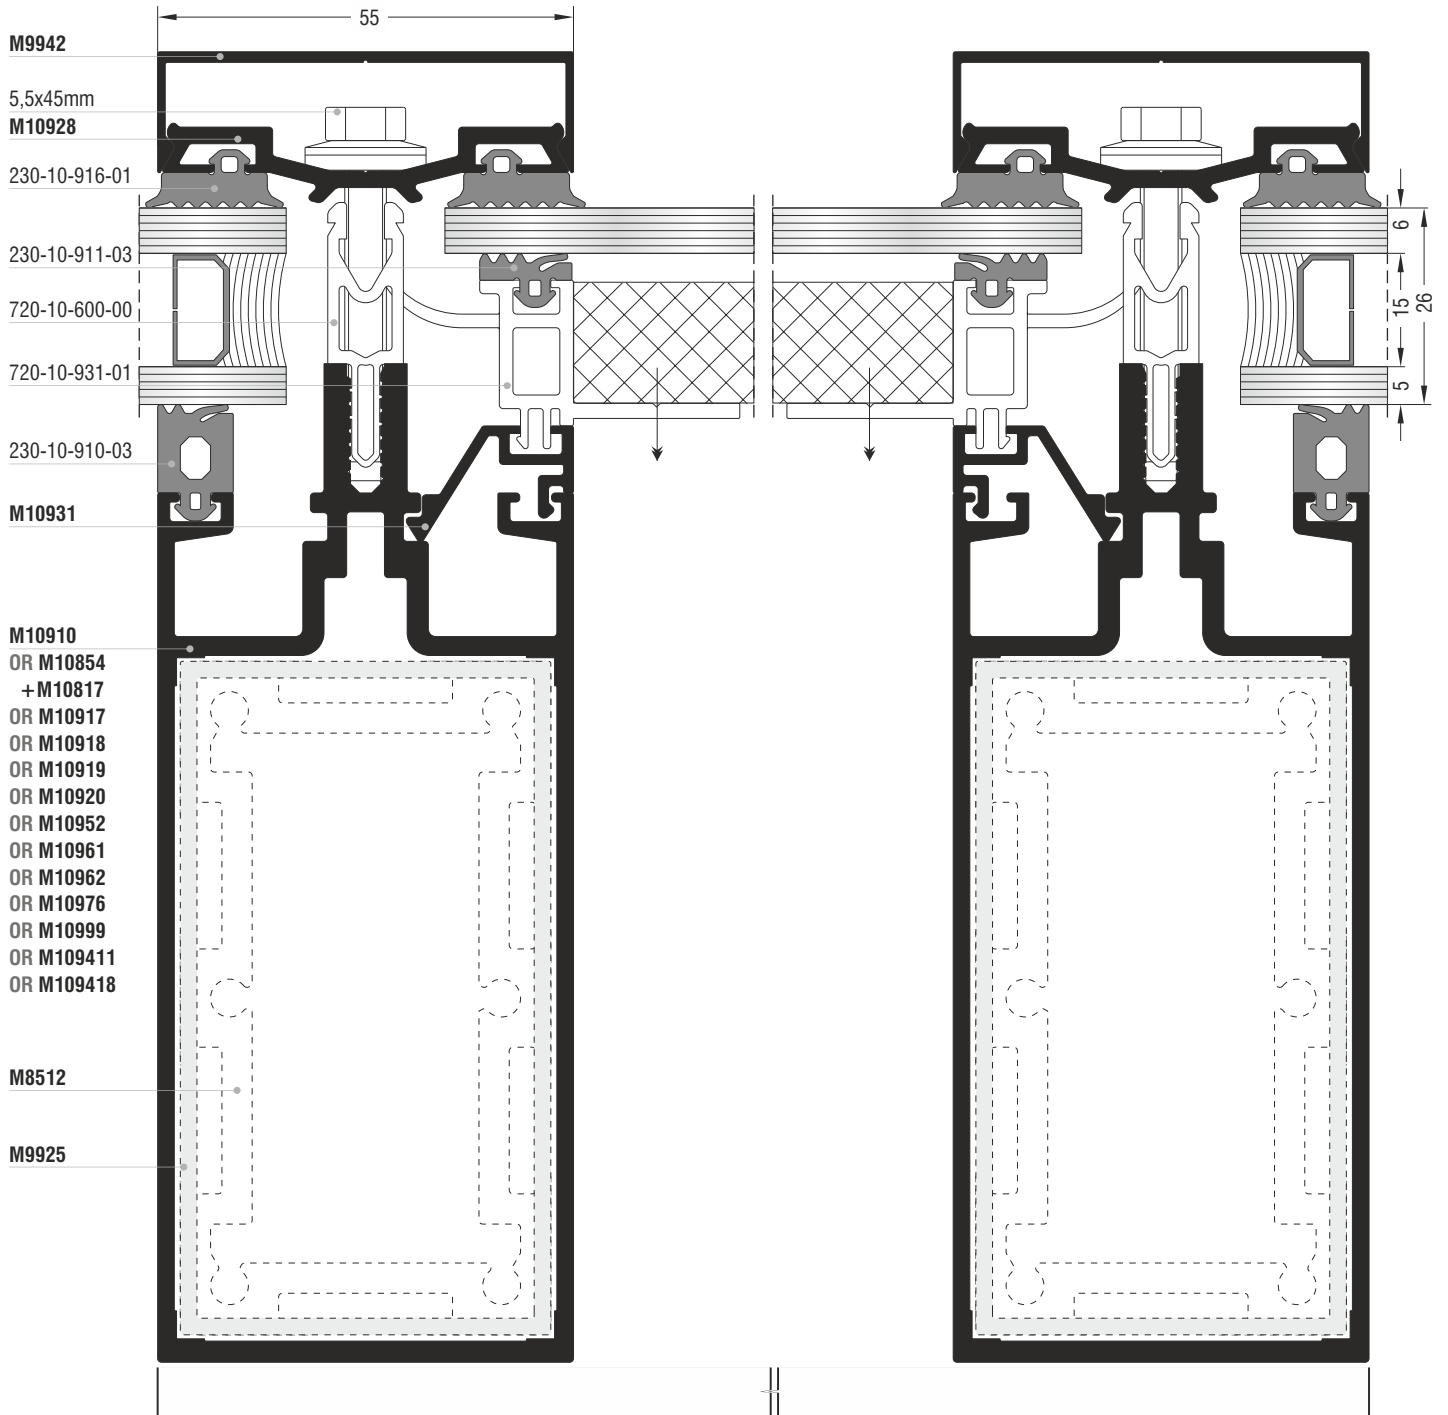 55
M9942
5,5x45mm
M10928
230-10-916-01
230-10-911-03
720-10-600-00
720-10-931-01
230-10-910-03
M10931
M10910
OR M10854
+M10817
OR M10917
OR M10918
OR M10919
OR M10920
OR M10952
OR M10961
OR M10962
OR M10976
OR M10999
OR M109411
OR M109418
M8512
M9925
6
15
26
5